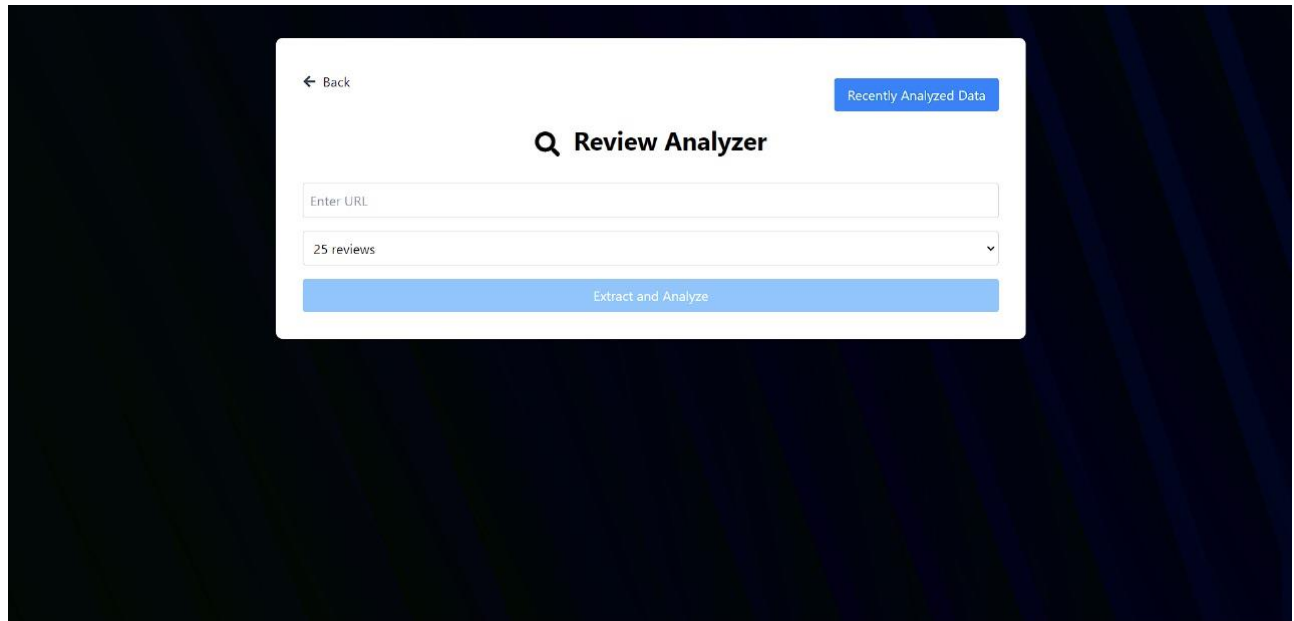 Back
Recently Analyzed Data
Review Analyzer
Enter URL
25 reviews
Extract and Analyze